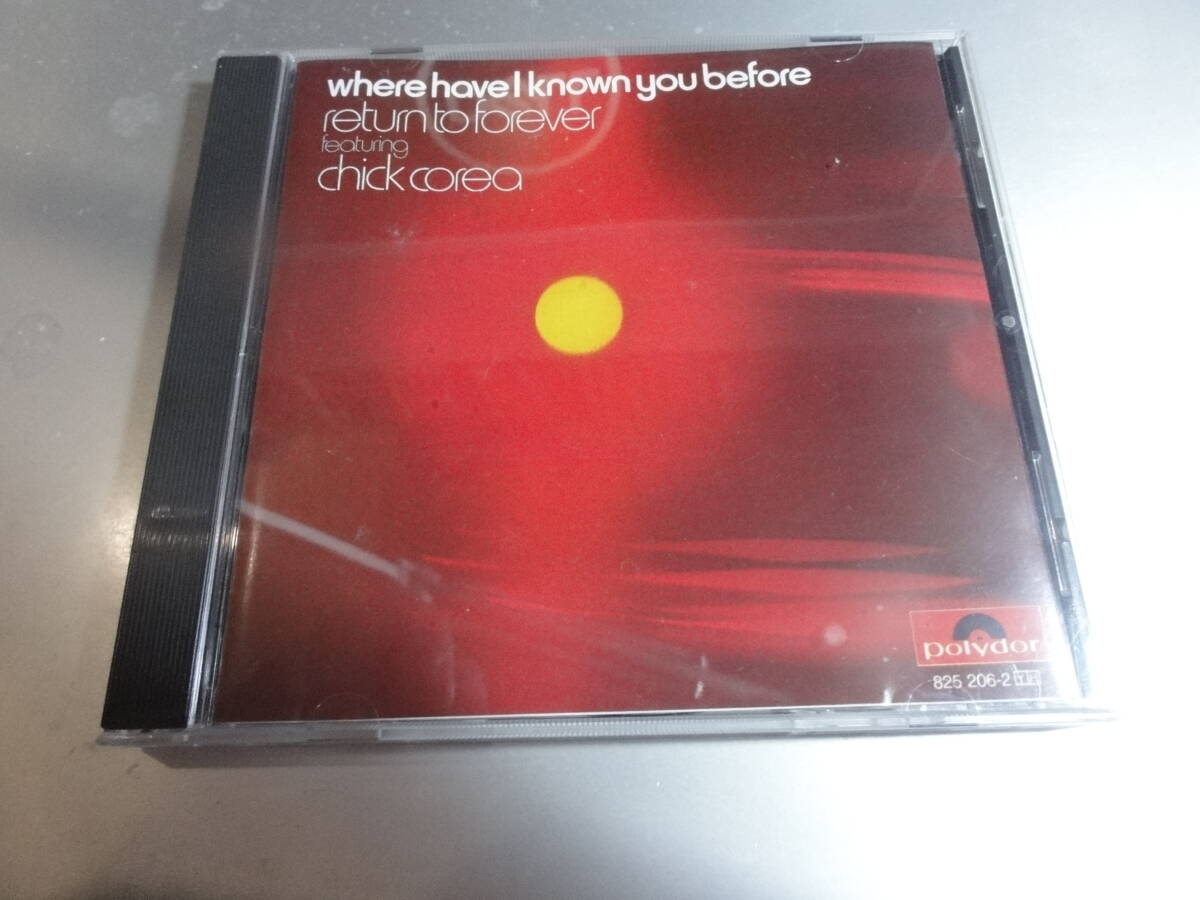 where have I known you before
return to forever
featuring
chick corea
polydor
825 206-2